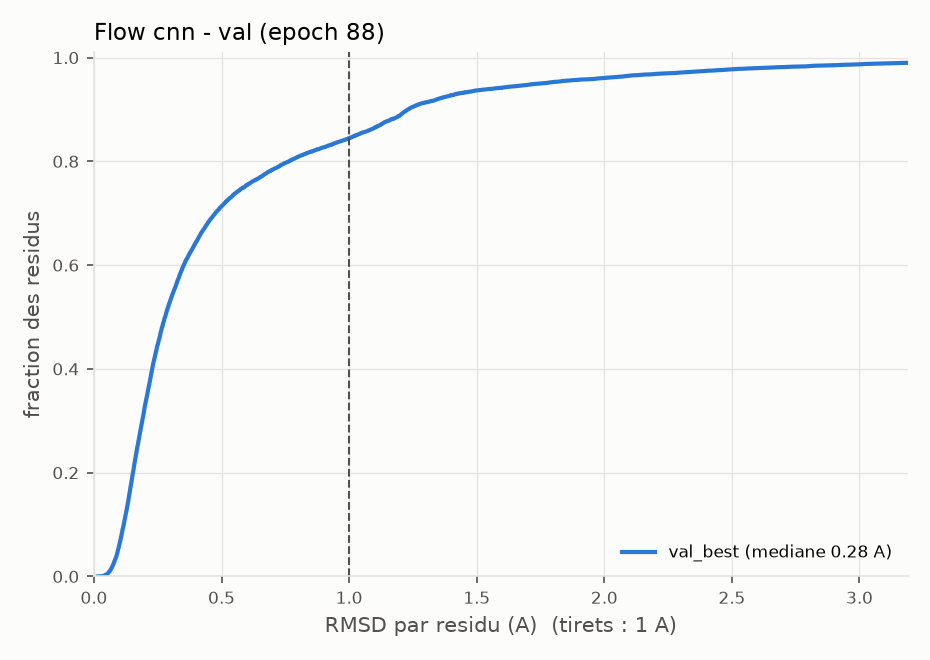 Flow cnn - val (epoch 88)
1.0
0.8
0.6
0.4
0.2
0.0
fraction des residus
val_best (mediane 0.28 A)
0.0 0.5 1.0 1.5 2.0 2.5 3.0
RMSD par residu (A)  (tirets : 1 A)